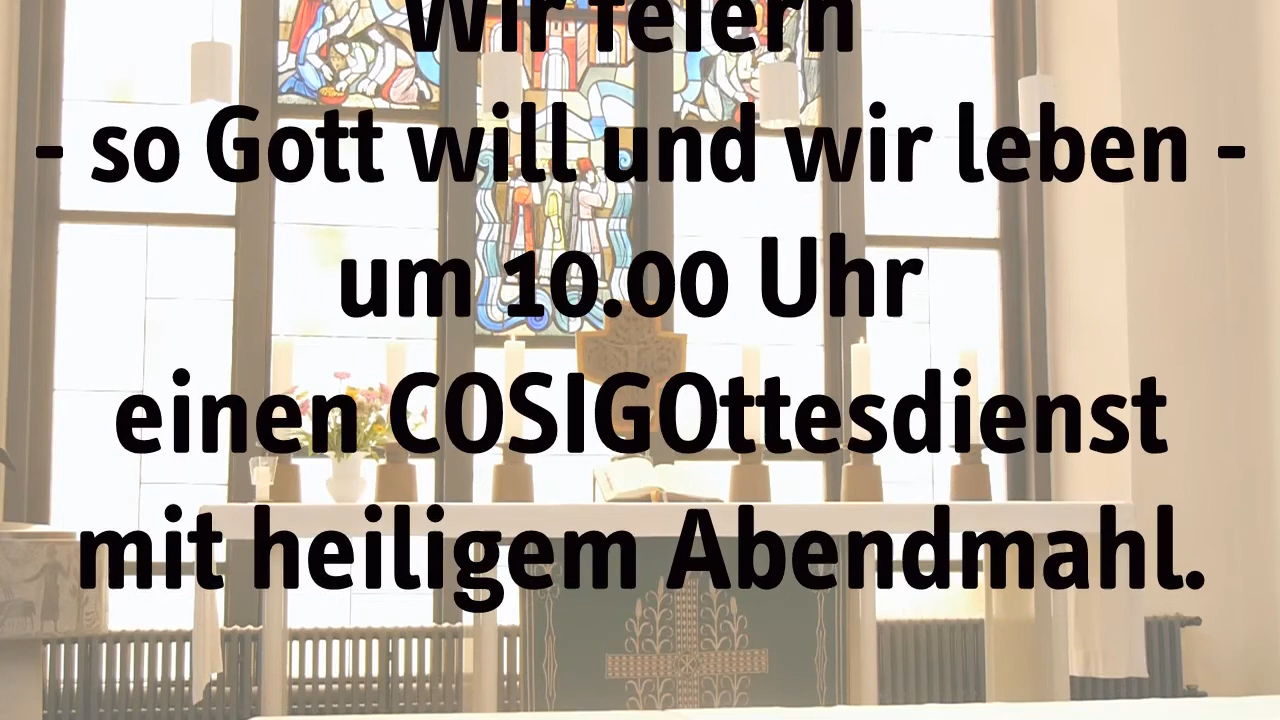 Wir feiern
- so Gott will und wir leben -
um 10.00 Uhr
einen COSIGOttesdienst
mit heiligem Abendmahl.